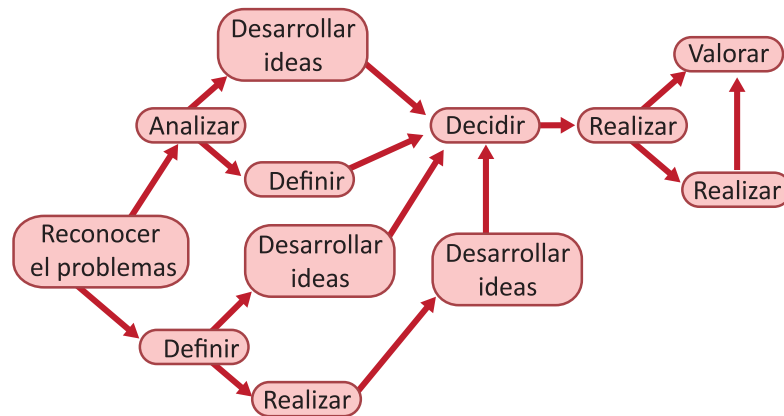 Desarrollar
ideas
Valorar
Analizar
Decidir
Realizar
Definir
Realizar
Reconocer
el problemas
Desarrollar
ideas
Desarrollar
ideas
Definir
Realizar